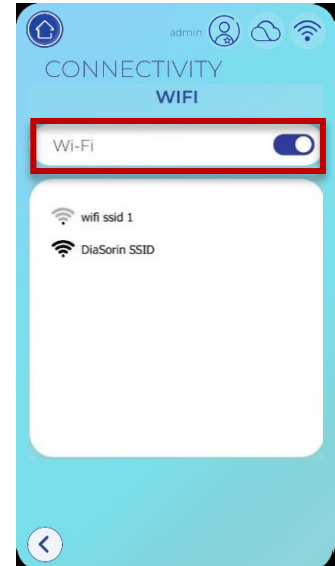 admin
CONNECTIVITY
WIFI
Wi-Fi
wifi ssid 1
DiaSorin SSID